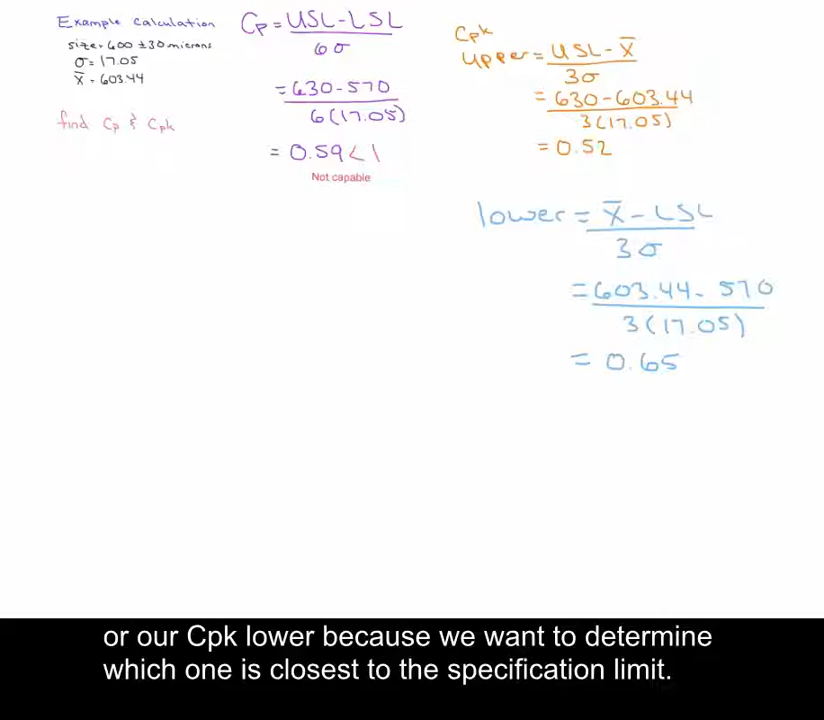 Example Calculation
size: 600 ±30 microns
σ = 17.05
x̄ = 603.44
find Cp & Cpk
Cp = USL-LSL
6σ
= 630-570
6(17.05)
= 0.59 < 1
Not capable
Cpk
upper = USL - x̄
3σ
= 630-603.44
3(17.05)
= 0.52
lower = x̄ - LSL
3σ
= 603.44 - 570
3(17.05)
= 0.65
or our Cpk lower because we want to determine
which one is closest to the specification limit.